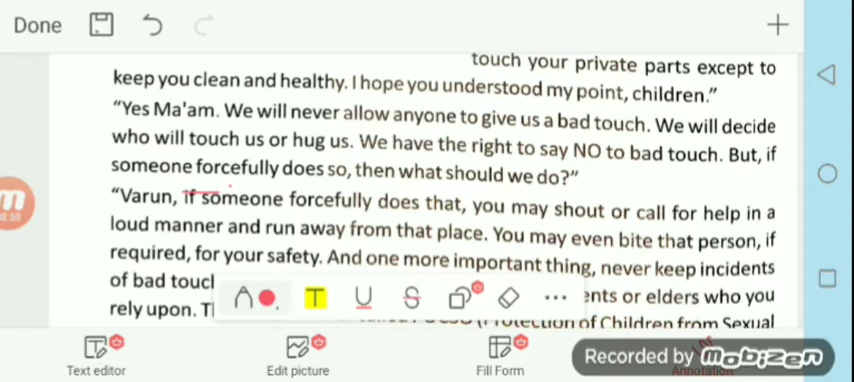 Done
touch your private parts except to
keep you clean and healthy. I hope you understood my point, children.”
“Yes Ma'am. We will never allow anyone to give us a bad touch. We will decide
who will touch us or hug us. We have the right to say NO to bad touch. But, if
someone forcefully does so, then what should we do?”
“Varun, if someone forcefully does that, you may shout or call for help in a
loud manner and run away from that place. You may even bite that person, if
required, for your safety. And one more important thing, never keep incidents
of bad touch ents or elders who you
rely upon. T (Protection of Children from Sexual
T U S
Text editor Edit picture Fill Form Annotation
Recorded by mobizen